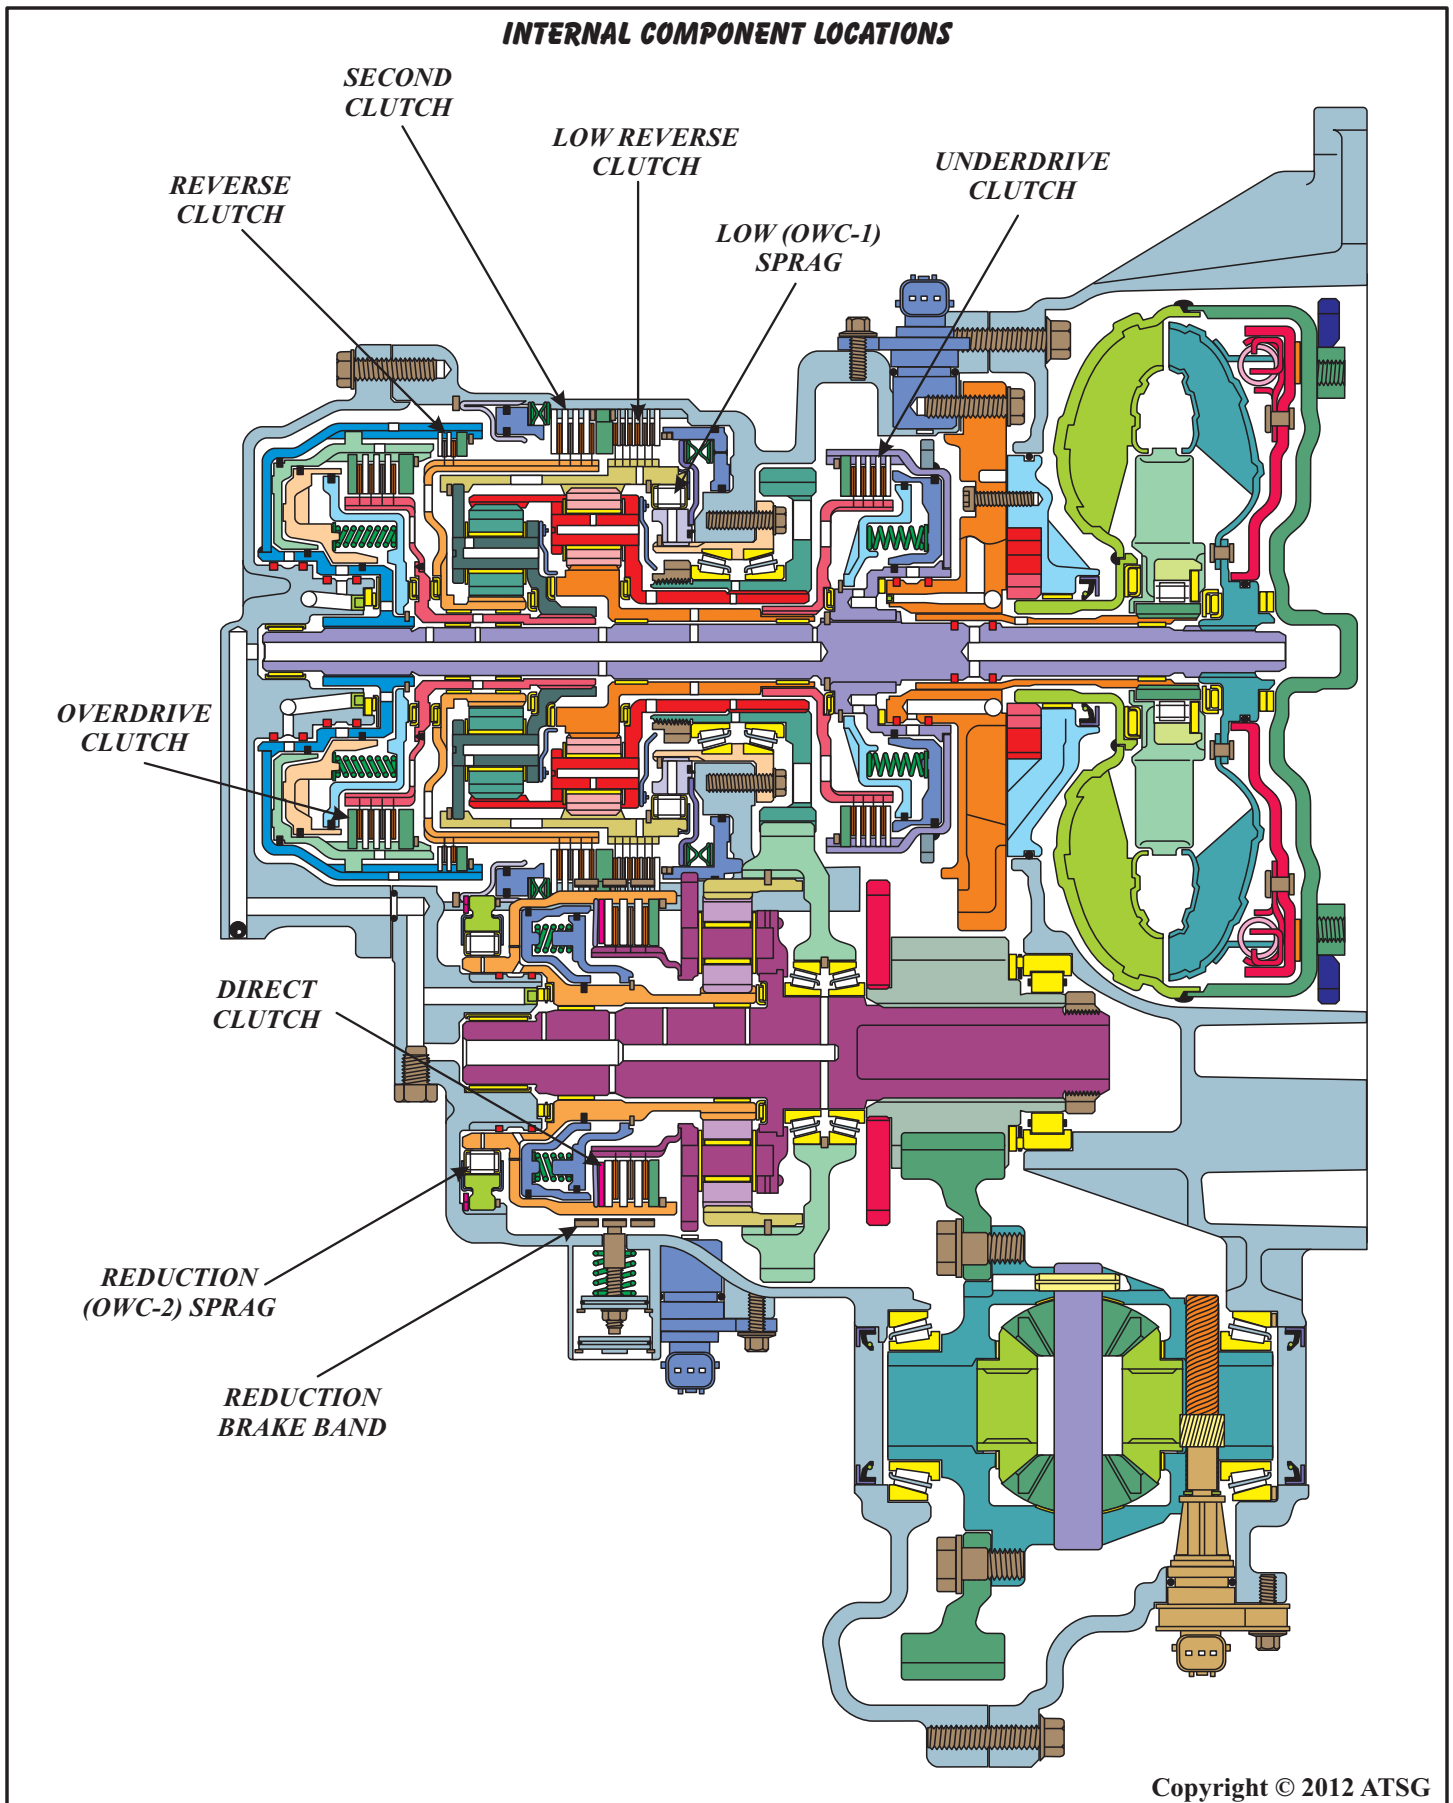 INTERNAL COMPONENT LOCATIONS
SECOND
CLUTCH
LOW REVERSE
CLUTCH
UNDERDRIVE
CLUTCH
REVERSE
CLUTCH
LOW (OWC-1)
SPRAG
OVERDRIVE
CLUTCH
DIRECT
CLUTCH
REDUCTION
(OWC-2) SPRAG
REDUCTION
BRAKE BAND
Copyright © 2012 ATSG